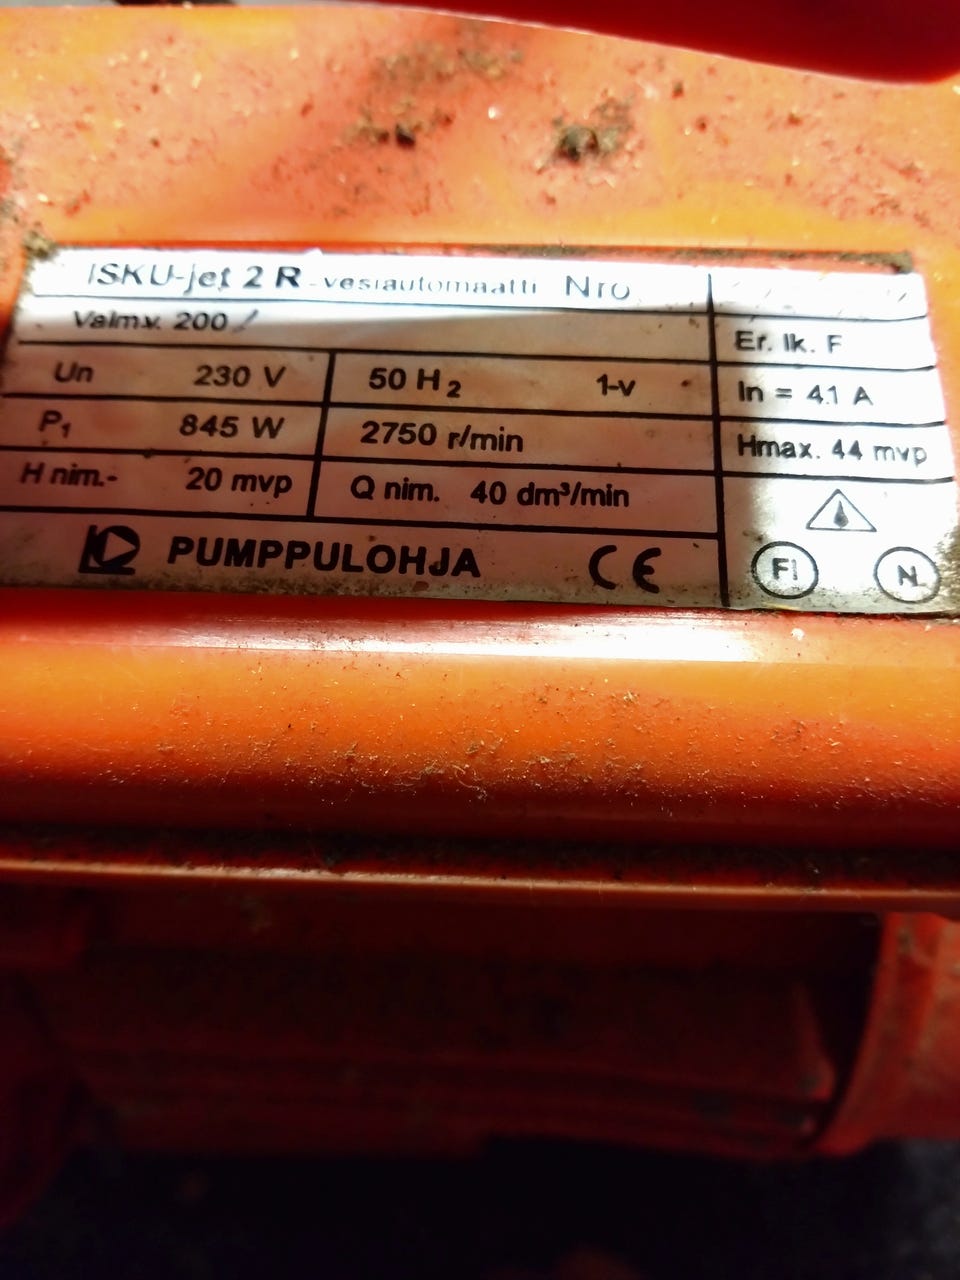 ISKU-jet 2 R -vesiautomaatti Nro
Valm.v. 200
Er. lk. F
Un 230 V 50 H2 1-v In = 4.1 A
P1 845 W 2750 r/min Hmax. 44 mvp
H nim.- 20 mvp Q nim. 40 dm³/min
PUMPPULOHJA CE FI N